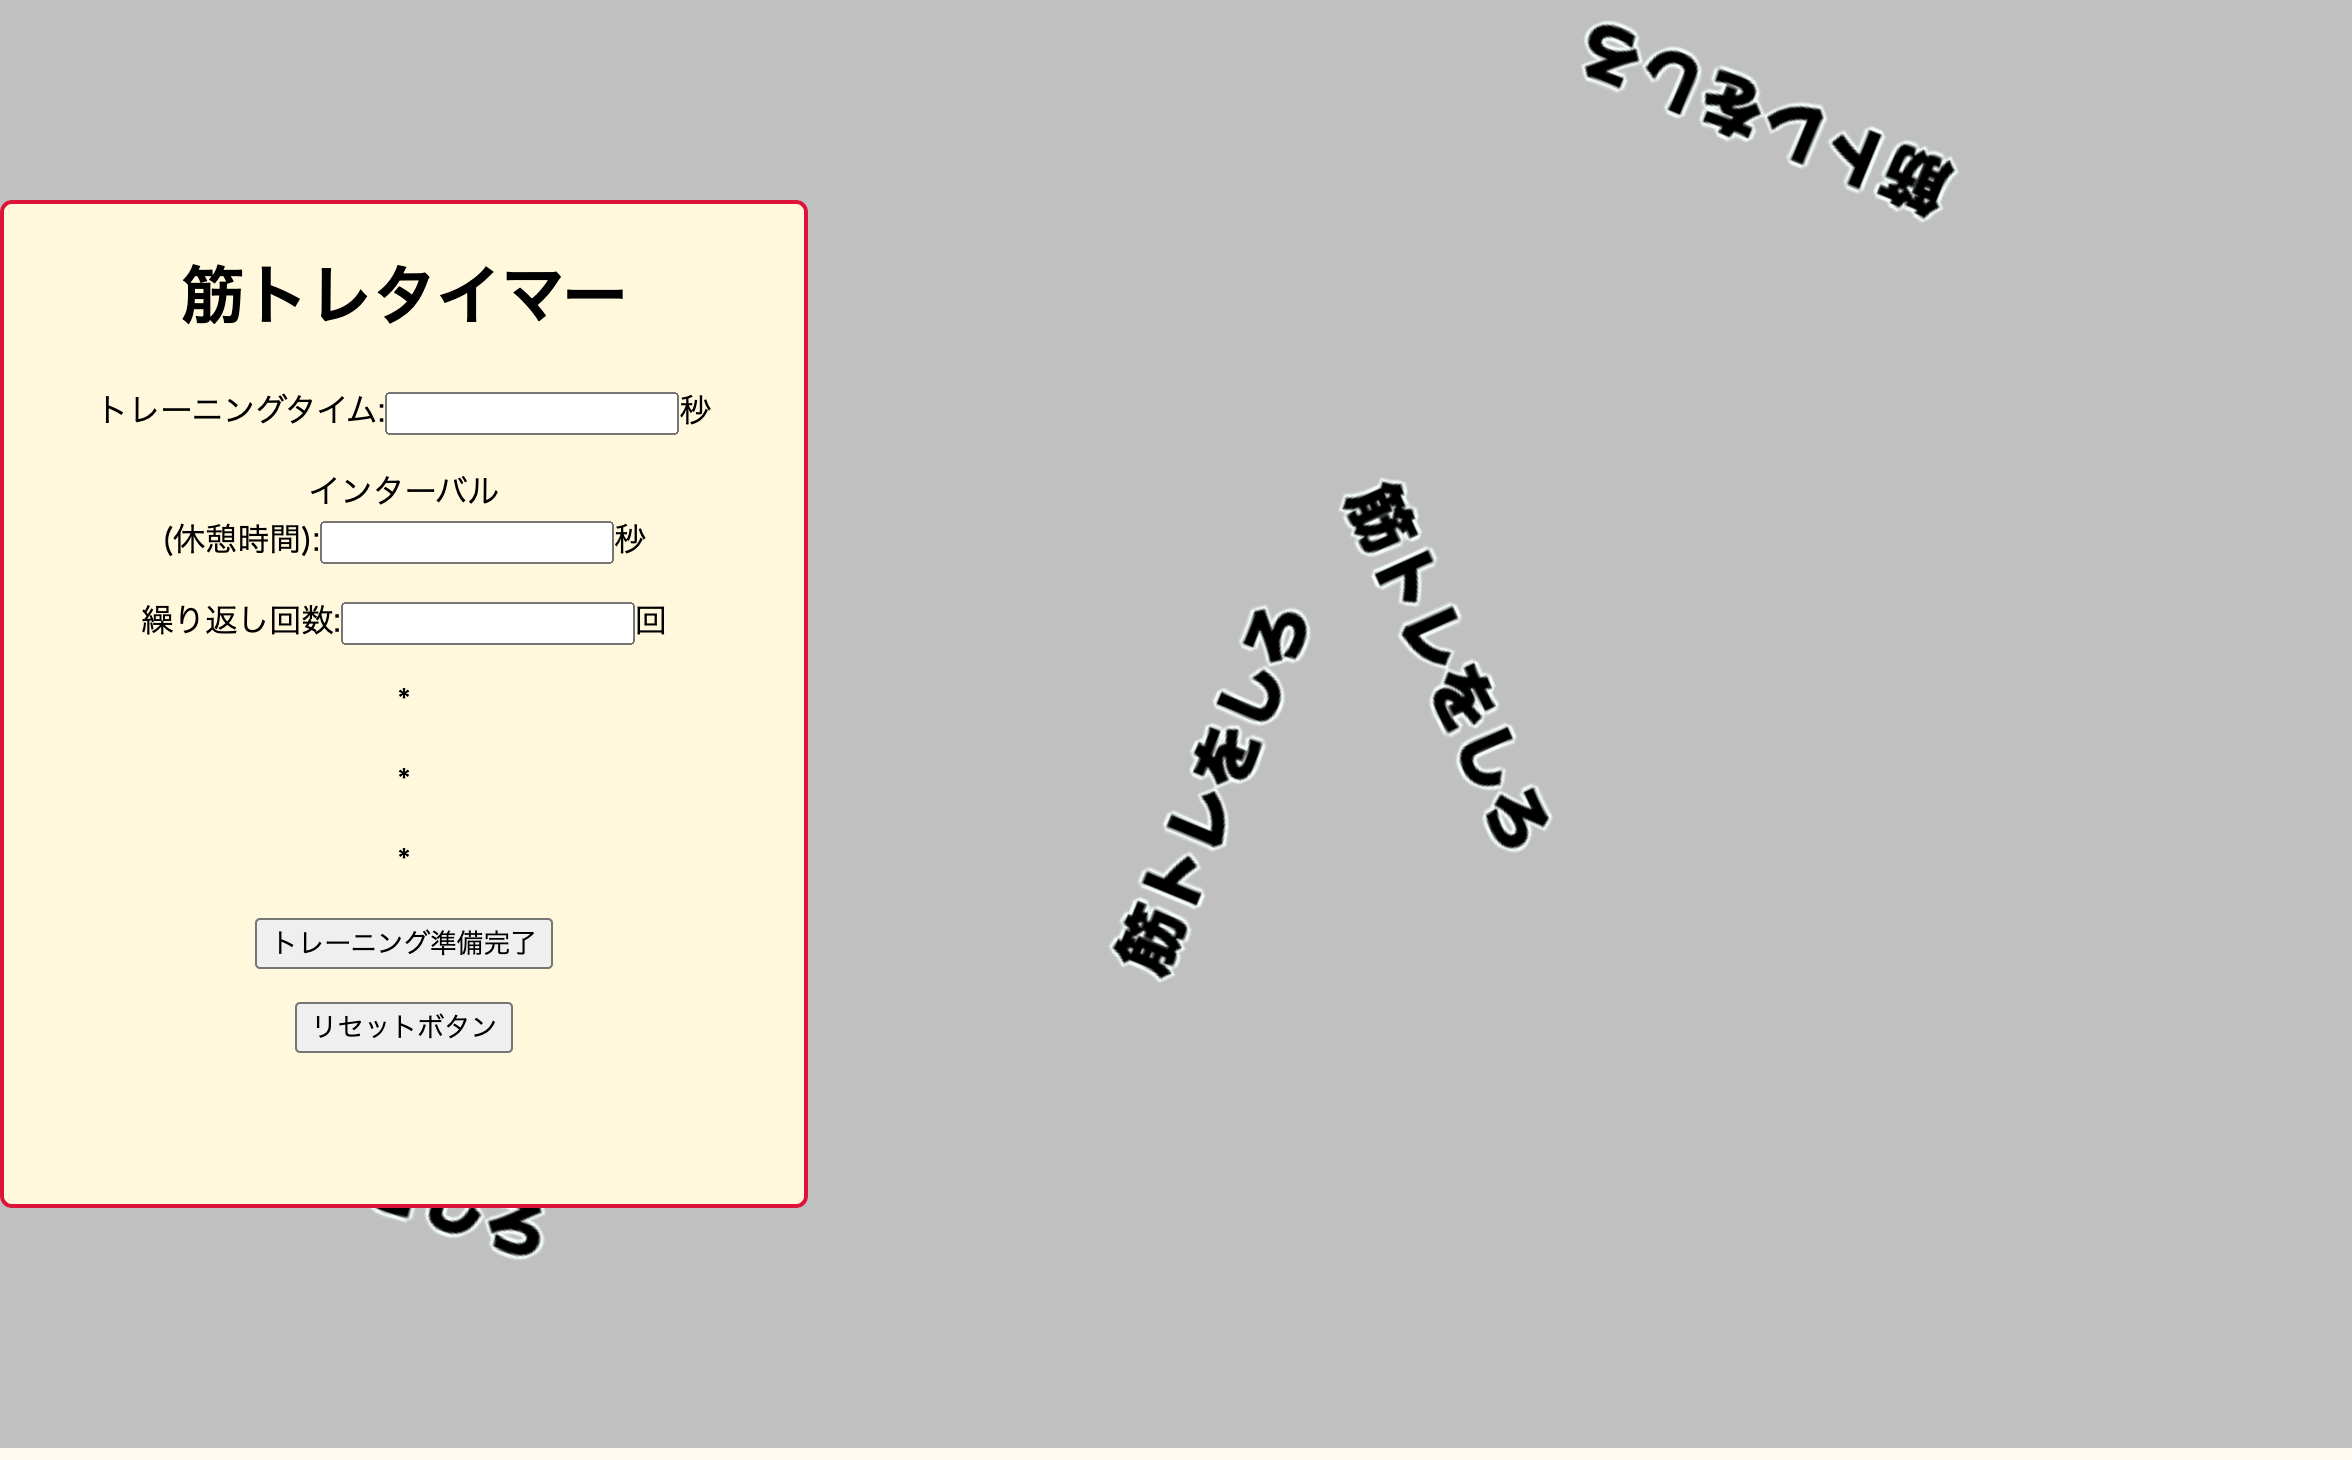 筋トレをしろ
筋トレタイマー
トレーニングタイム:秒
インターバル
(休憩時間):秒
繰り返し回数:回
*
*
*
トレーニング準備完了
リセットボタン
筋トレをしろ
筋トレをしろ
しろ